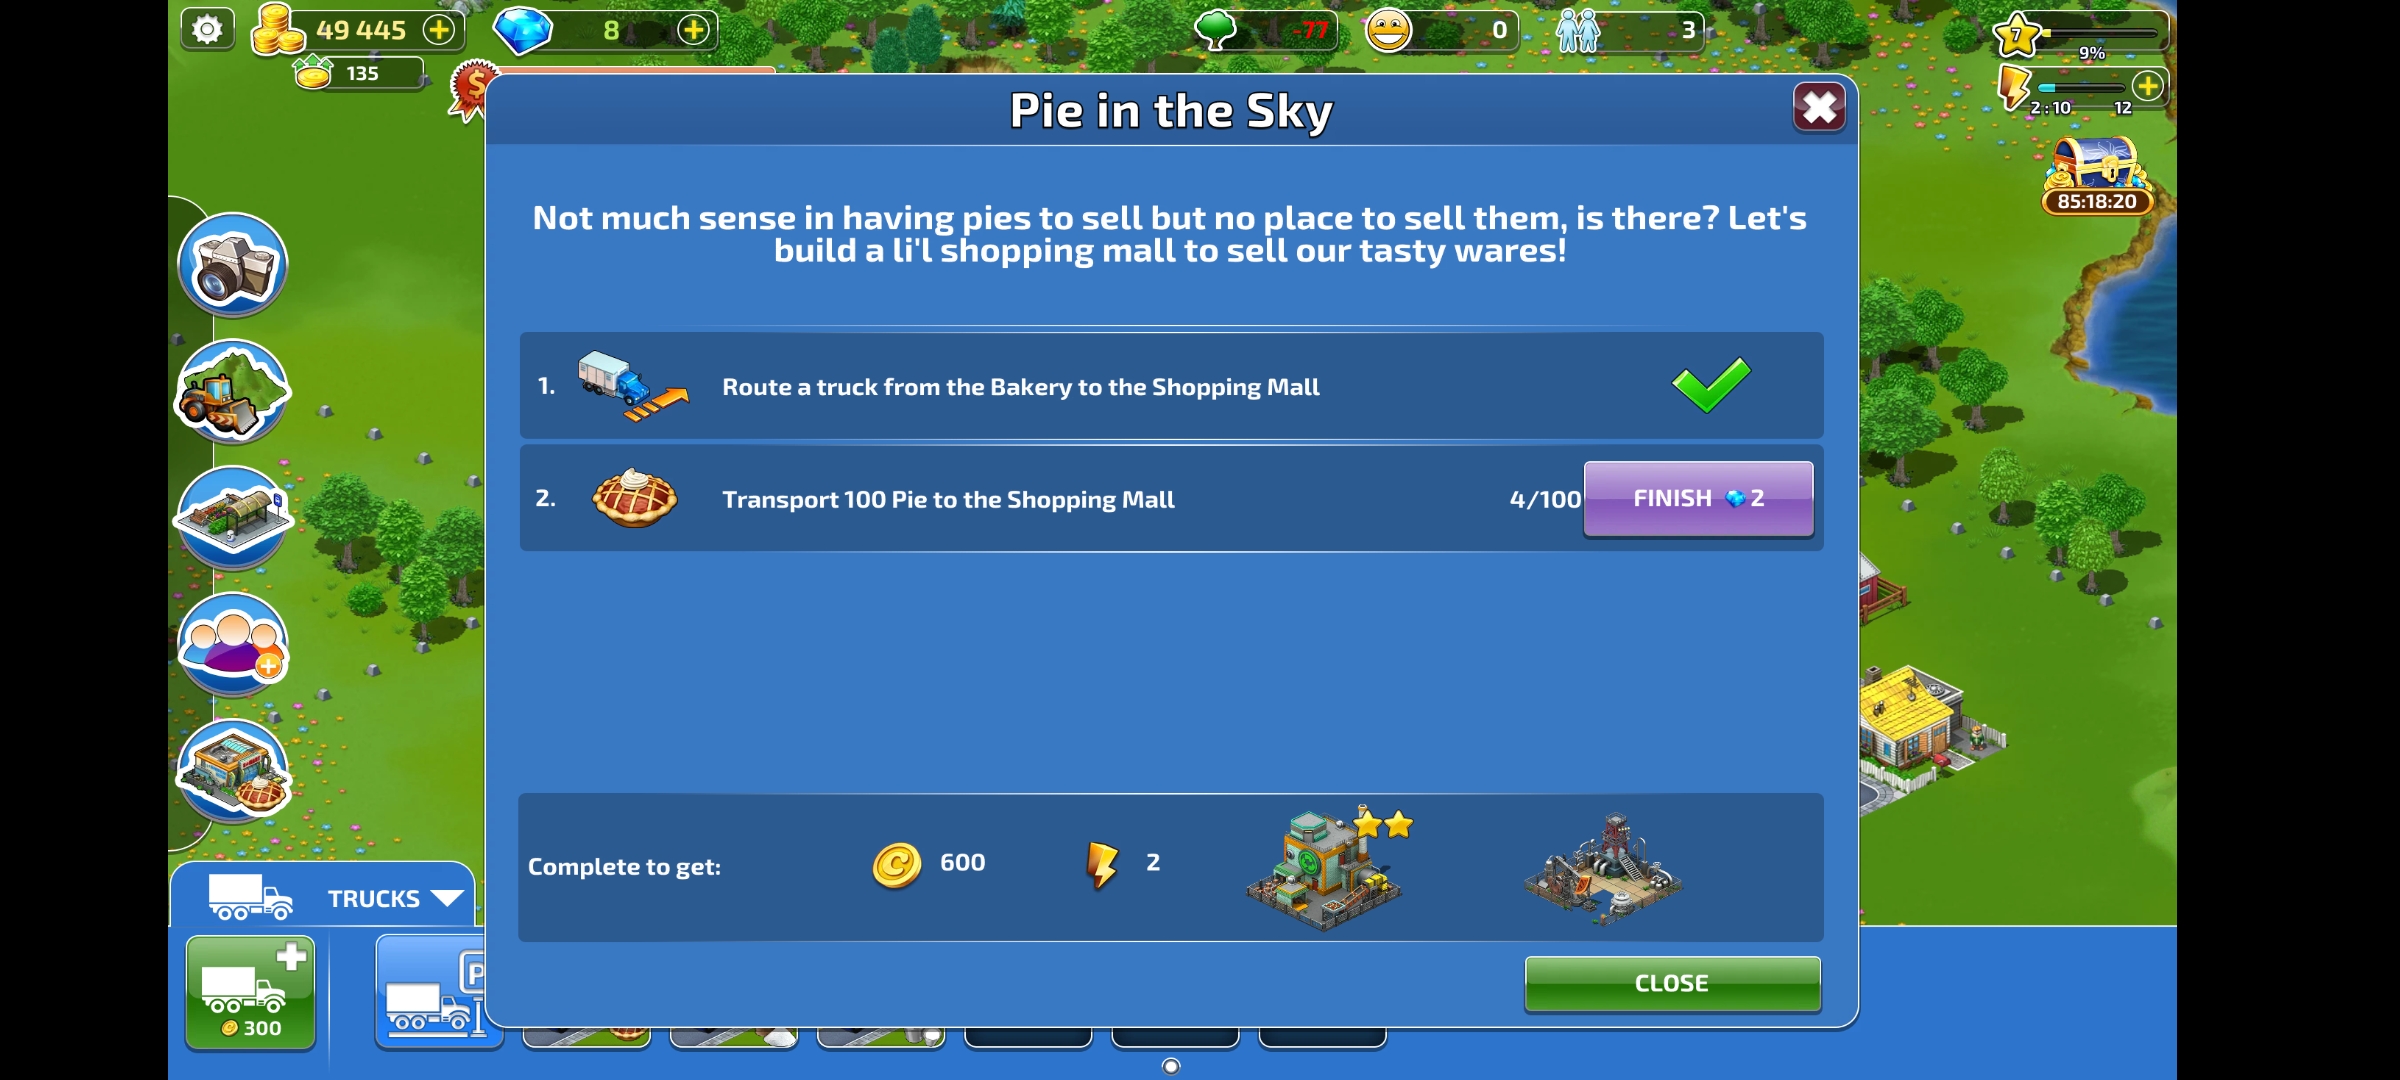 49 445
8
-77
0
3
7
9%
135
2:10
12
85:18:20
Pie in the Sky
Not much sense in having pies to sell but no place to sell them, is there? Let's
build a li'l shopping mall to sell our tasty wares!
1. Route a truck from the Bakery to the Shopping Mall
2. Transport 100 Pie to the Shopping Mall 4/100 FINISH 2
Complete to get: 600 2
CLOSE
TRUCKS
300
P